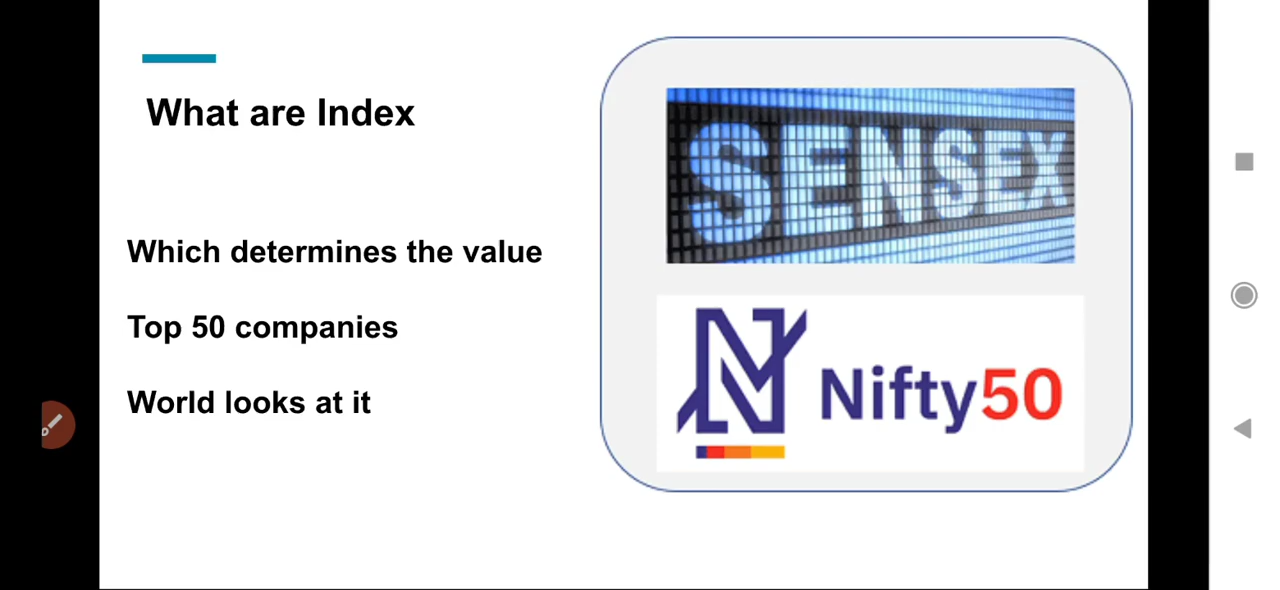 What are Index
Which determines the value
Top 50 companies
World looks at it
SENSEX
Nifty50